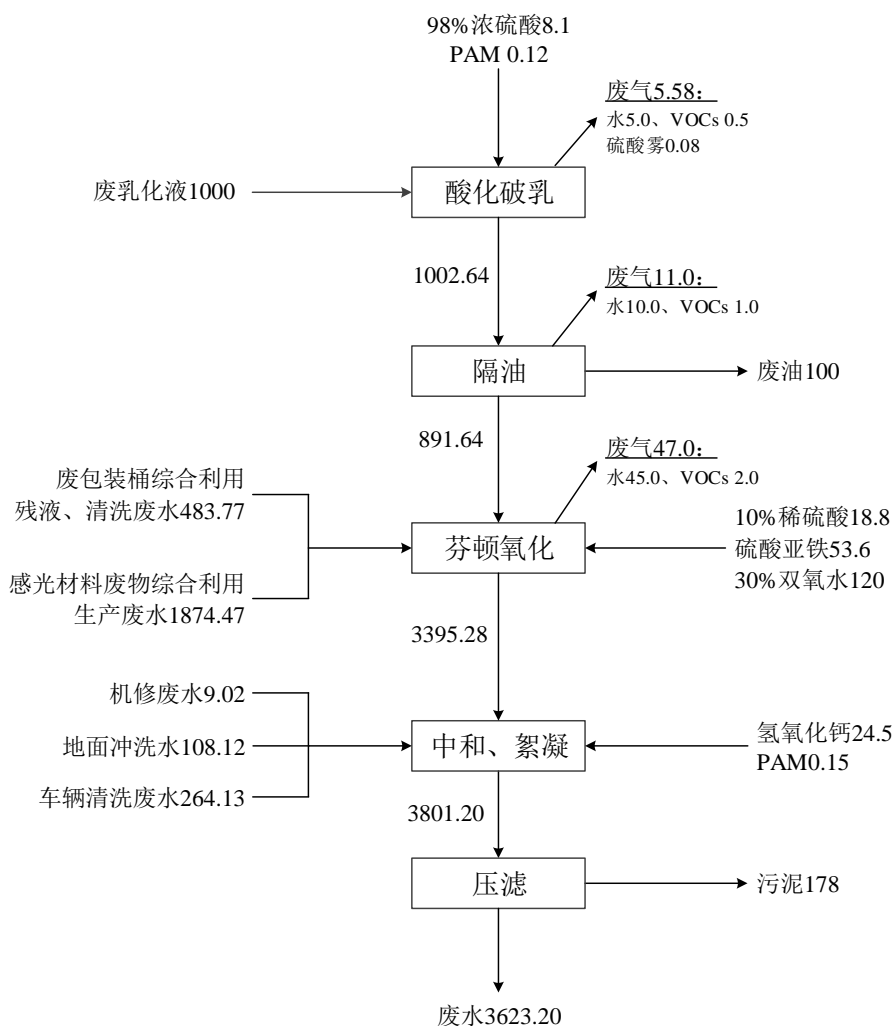 98%浓硫酸8.1
PAM 0.12
废气5.58：
水5.0、VOCs 0.5
硫酸雾0.08
废乳化液1000
酸化破乳
1002.64
废气11.0：
水10.0、VOCs 1.0
隔油
废油100
891.64
废气47.0：
水45.0、VOCs 2.0
废包装桶综合利用
残液、清洗废水483.77
10%稀硫酸18.8
硫酸亚铁53.6
30%双氧水120
芬顿氧化
感光材料废物综合利用
生产废水1874.47
3395.28
机修废水9.02
地面冲洗水108.12
中和、絮凝
氢氧化钙24.5
PAM0.15
车辆清洗废水264.13
3801.20
压滤
污泥178
废水3623.20